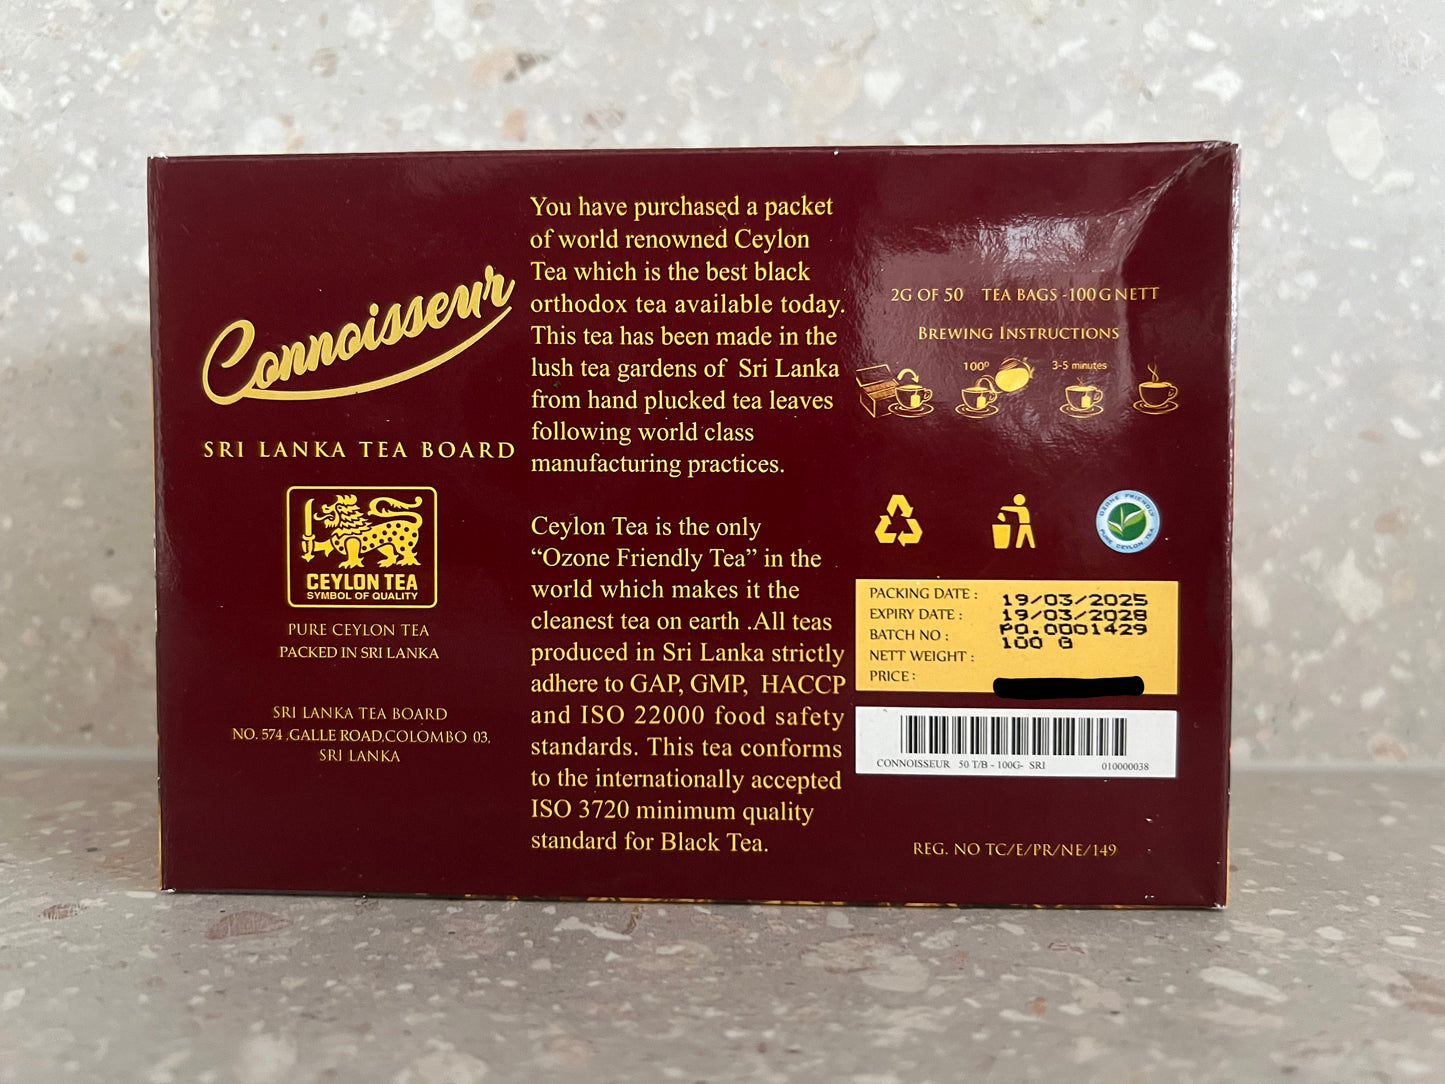 Connoisseur
SRI LANKA TEA BOARD
CEYLON TEA
SYMBOL OF QUALITY
PURE CEYLON TEA
PACKED IN SRI LANKA
SRI LANKA TEA BOARD
NO. 574 ,GALLE ROAD,COLOMBO 03,
SRI LANKA
You have purchased a packet
of world renowned Ceylon
Tea which is the best black
orthodox tea available today.
This tea has been made in the
lush tea gardens of Sri Lanka
from hand plucked tea leaves
following world class
manufacturing practices.
Ceylon Tea is the only
“Ozone Friendly Tea” in the
world which makes it the
cleanest tea on earth .All teas
produced in Sri Lanka strictly
adhere to GAP, GMP, HACCP
and ISO 22000 food safety
standards. This tea conforms
to the internationally accepted
ISO 3720 minimum quality
standard for Black Tea.
2G OF 50 TEA BAGS -100G NETT
BREWING INSTRUCTIONS
100° 3-5 minutes
OZONE FRIENDLY
PURE CEYLON TEA
PACKING DATE : 19/03/2025
EXPIRY DATE : 19/03/2028
BATCH NO : PO.0001429
NETT WEIGHT : 100 G
PRICE :
CONNOISSEUR 50 T/B - 100G- SRI 010000038
REG. NO TC/E/PR/NE/149